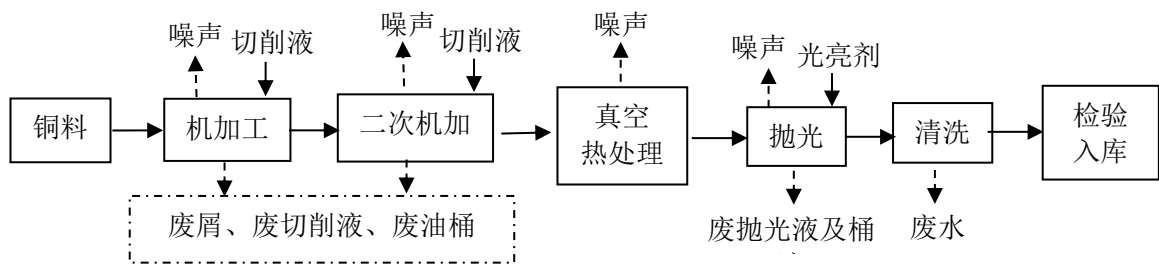 噪声
切削液
噪声
切削液
噪声
噪声
光亮剂
铜料
机加工
二次机加
真空
热处理
抛光
清洗
检验
入库
废屑、废切削液、废油桶
废抛光液及桶
废水